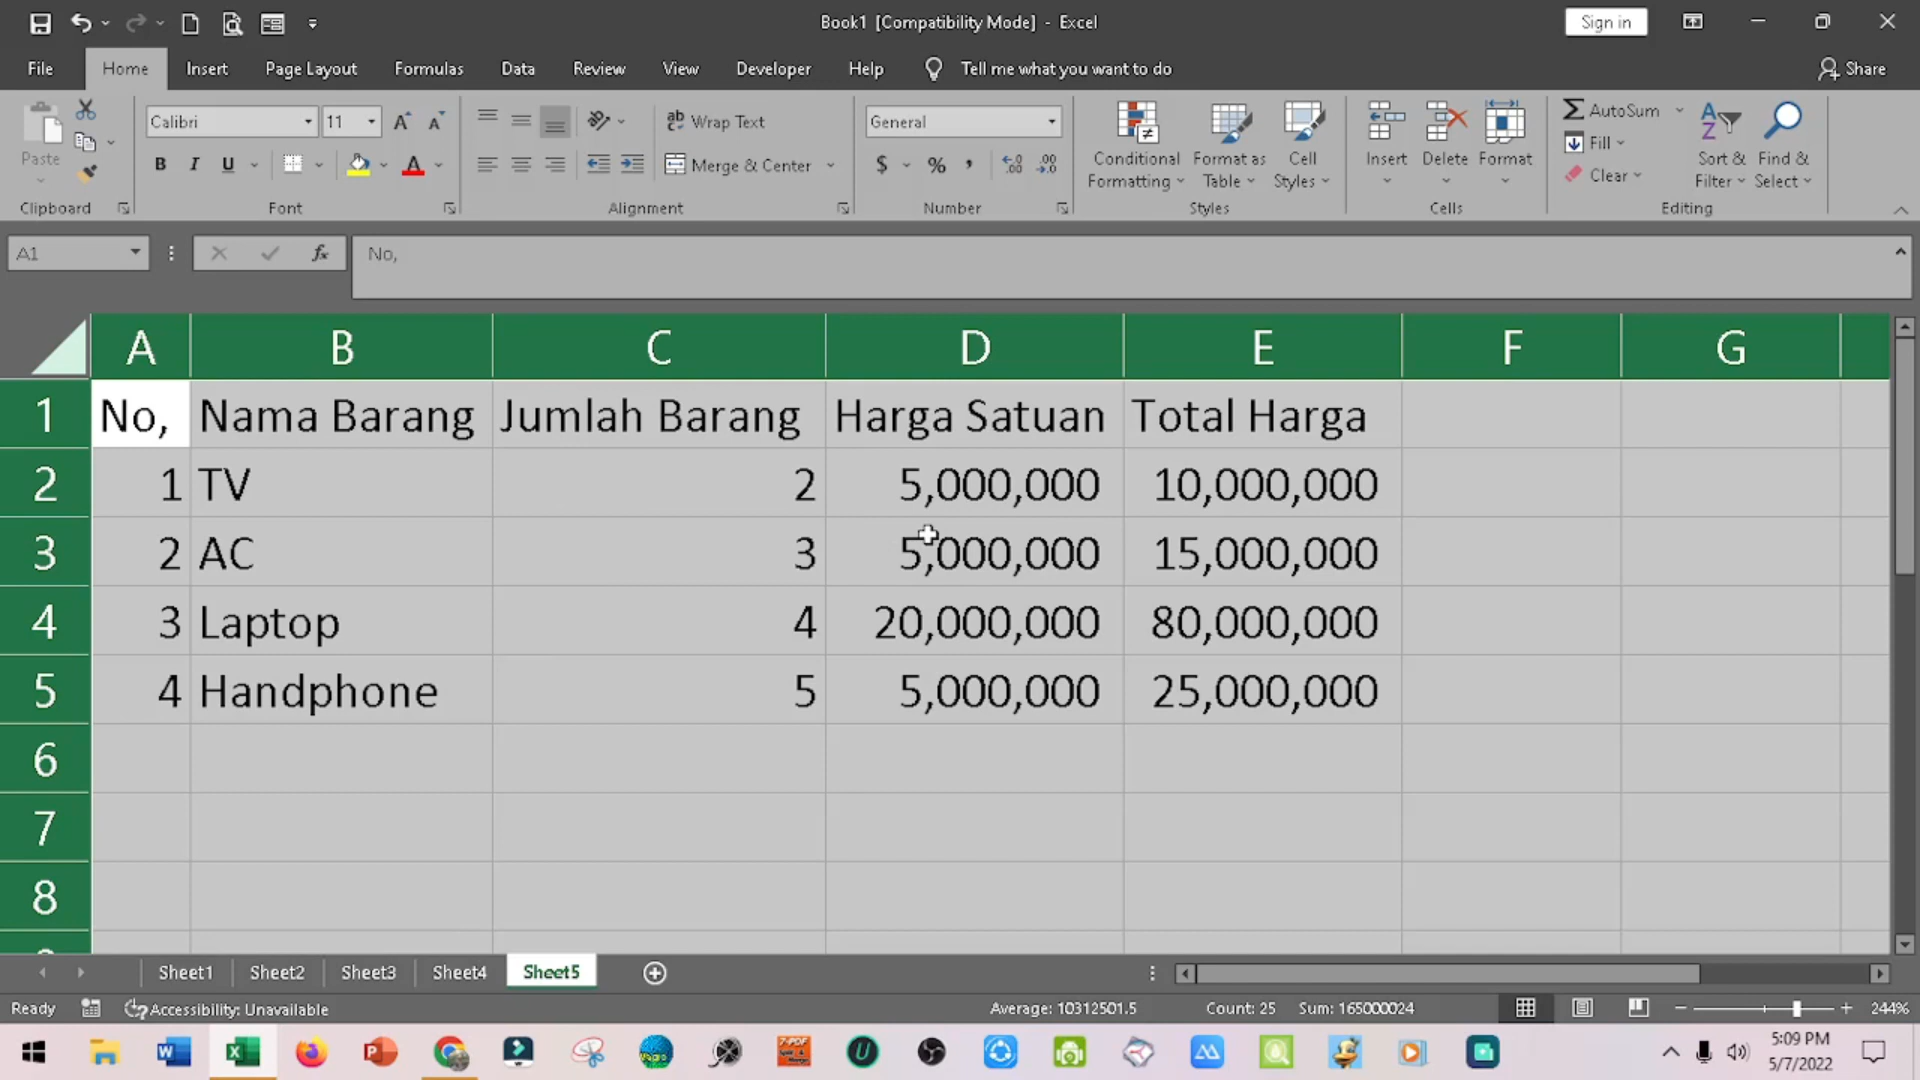 Book1 [Compatibility Mode] - Excel
Sign in
File Home Insert Page Layout Formulas Data Review View Developer Help Tell me what you want to do Share
Paste
Calibri 11
Wrap Text
General
AutoSum
Fill
B I U
Merge & Center
$ % ,
Conditional Formatting
Format as Table
Cell Styles
Insert Delete Format
Clear
Sort & Filter
Find & Select
Clipboard Font Alignment Number Styles Cells Editing
A1 fx No,
A B C D E F G
1 No, Nama Barang Jumlah Barang Harga Satuan Total Harga
2 1 TV 2 5,000,000 10,000,000
3 2 AC 3 5,000,000 15,000,000
4 3 Laptop 4 20,000,000 80,000,000
5 4 Handphone 5 5,000,000 25,000,000
6
7
8
Sheet1 Sheet2 Sheet3 Sheet4 Sheet5
Ready Accessibility: Unavailable Average: 10312501.5 Count: 25 Sum: 165000024 244%
5:09 PM
5/7/2022